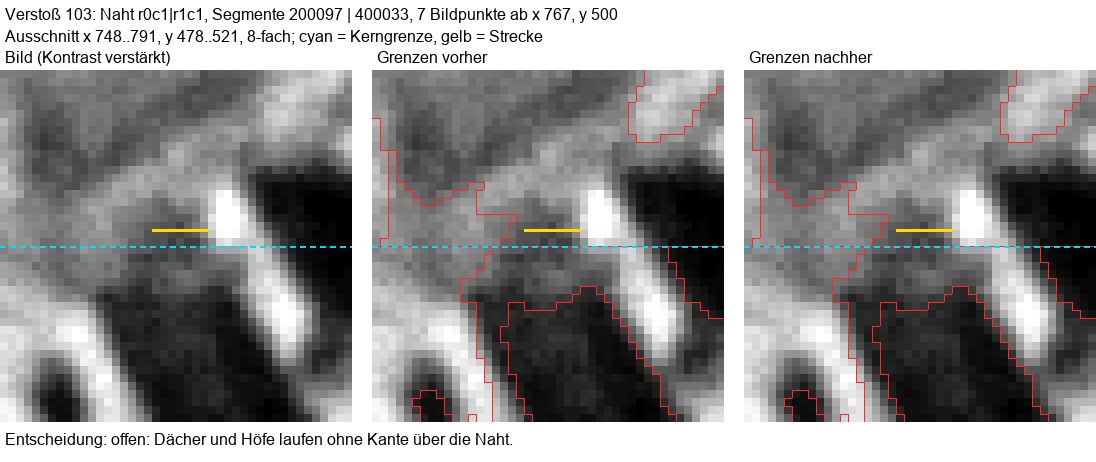 Verstoß 103: Naht r0c1|r1c1, Segmente 200097 | 400033, 7 Bildpunkte ab x 767, y 500
Ausschnitt x 748..791, y 478..521, 8-fach; cyan = Kerngrenze, gelb = Strecke
Bild (Kontrast verstärkt)
Grenzen vorher
Grenzen nachher
Entscheidung: offen: Dächer und Höfe laufen ohne Kante über die Naht.